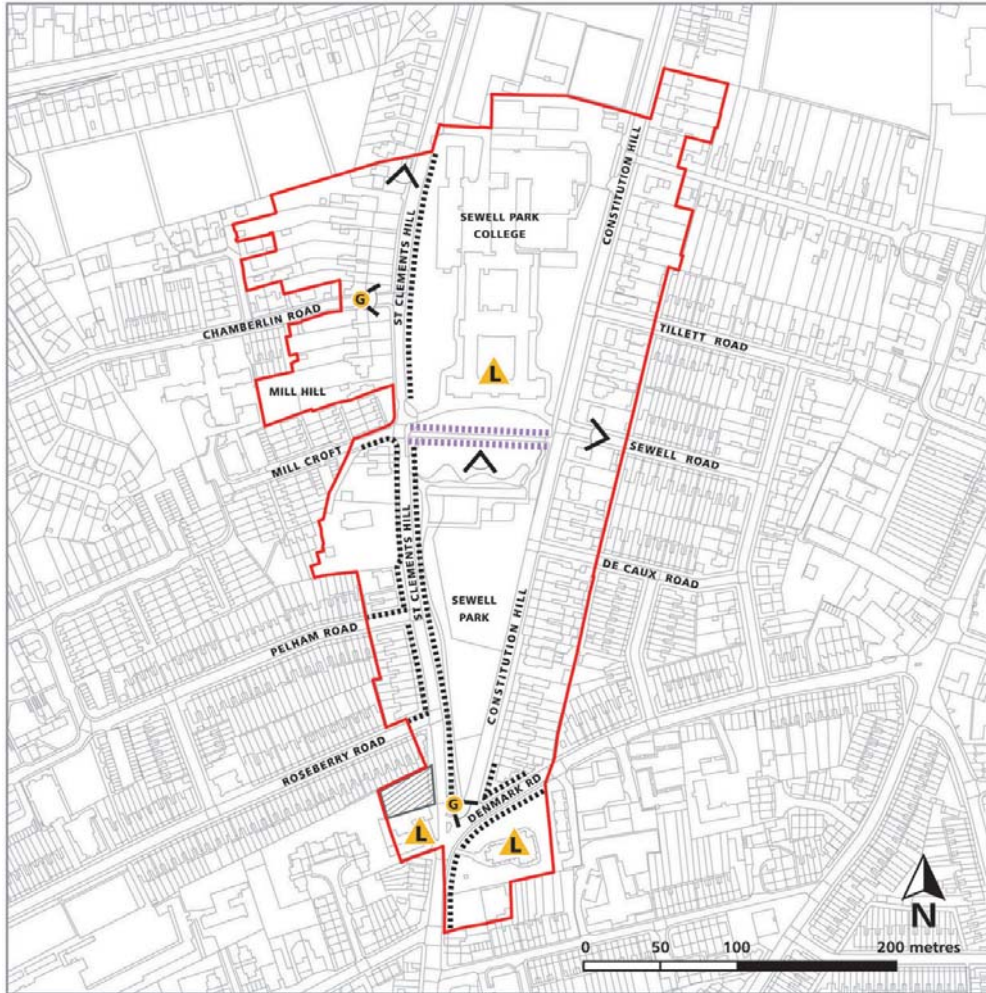 CONSTITUTION HILL
SEWELL PARK
COLLEGE
ST CLEMENTS HILL
G
CHAMBERLIN ROAD
TILLETT ROAD
L
MILL HILL
SEWELL ROAD
MILL CROFT
ST CLEMENTS HILL
DE CAUX ROAD
SEWELL
PARK
PELHAM ROAD
CONSTITUTION HILL
ROSEBERRY ROAD
G
DENMARK RD
L
L
N
0 50 100 200 metres